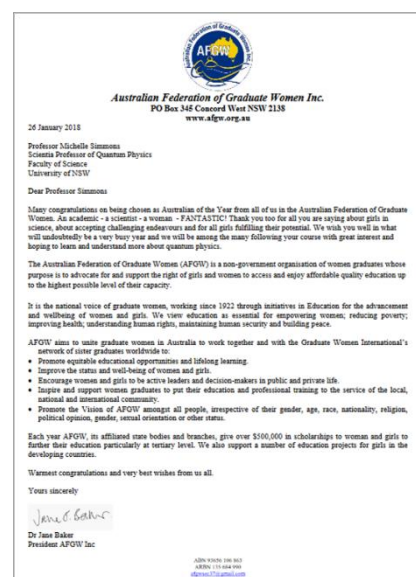 AFGW
Australian Federation of Graduate Women Inc.
PO Box 345 Concord West NSW 2138
www.afgw.org.au
26 January 2018
Professor Michelle Simmons
Scientia Professor of Quantum Physics
Faculty of Science
University of NSW
Dear Professor Simmons
Many congratulations on being chosen as Australian of the Year from all of us in the Australian Federation of Graduate
Women. An academic - a scientist - a woman - FANTASTIC! Thank you too for all you are saying about girls in
science, about accepting challenging endeavours and for all girls fulfilling their potential. We wish you well in what
will undoubtedly be a very busy year and we will be among the many following your course with great interest and
hoping to learn and understand more about quantum physics.
The Australian Federation of Graduate Women (AFGW) is a non-government organisation of women graduates whose
purpose is to advocate for and support the right of girls and women to access and enjoy affordable quality education up
to the highest possible level of their capacity.
It is the national voice of graduate women, working since 1922 through initiatives in Education for the advancement
and wellbeing of women and girls. We view education as essential for empowering women; reducing poverty;
improving health; understanding human rights, maintaining human security and building peace.
AFGW aims to unite graduate women in Australia to work together and with the Graduate Women International's
network of sister graduates worldwide to:
• Promote equitable educational opportunities and lifelong learning.
• Improve the status and well-being of women and girls.
• Encourage women and girls to be active leaders and decision-makers in public and private life.
• Inspire and support women graduates to put their education and professional training to the service of the local,
national and international community.
• Promote the Vision of AFGW amongst all people, irrespective of their gender, age, race, nationality, religion,
political opinion, gender, sexual orientation or other status.
Each year AFGW, its affiliated state bodies and branches, give over $500,000 in scholarships to women and girls to
further their education particularly at tertiary level. We also support a number of education projects for girls in the
developing countries.
Warmest congratulations and very best wishes from us all.
Yours sincerely
Jane E. Baker
Dr Jane Baker
President AFGW Inc